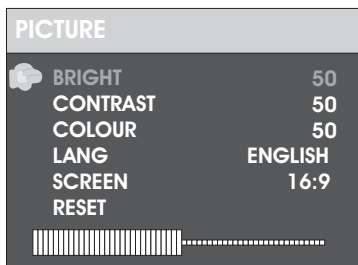 PICTURE
BRIGHT 50
CONTRAST 50
COLOUR 50
LANG ENGLISH
SCREEN 16:9
RESET